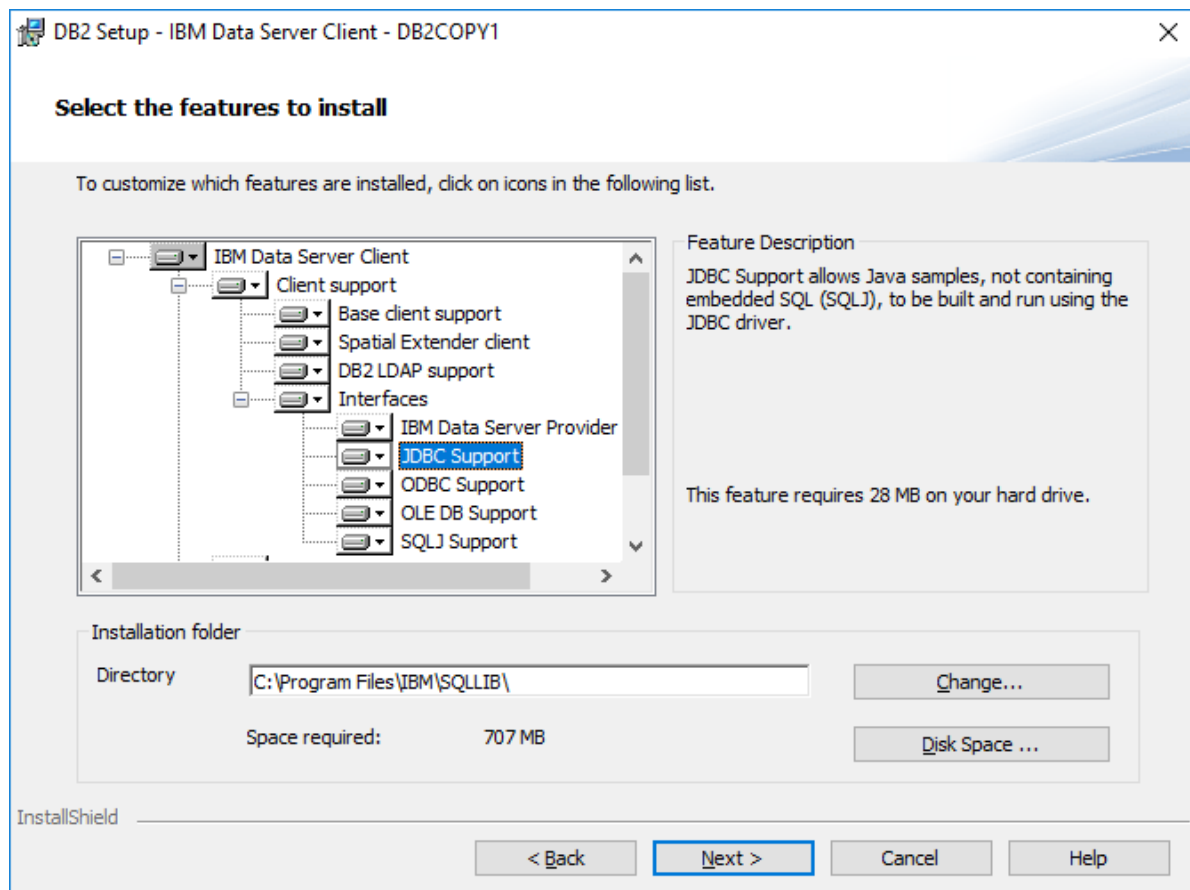 DB2 Setup - IBM Data Server Client - DB2COPY1
Select the features to install
To customize which features are installed, click on icons in the following list.
IBM Data Server Client
Client support
Base client support
Spatial Extender client
DB2 LDAP support
Interfaces
IBM Data Server Provider
JDBC Support
ODBC Support
OLE DB Support
SQLJ Support
Feature Description
JDBC Support allows Java samples, not containing
embedded SQL (SQLJ), to be built and run using the
JDBC driver.
This feature requires 28 MB on your hard drive.
Installation folder
Directory
C:\Program Files\IBM\SQLLIB\
Change...
Space required: 707 MB
Disk Space ...
InstallShield
< Back
Next >
Cancel
Help